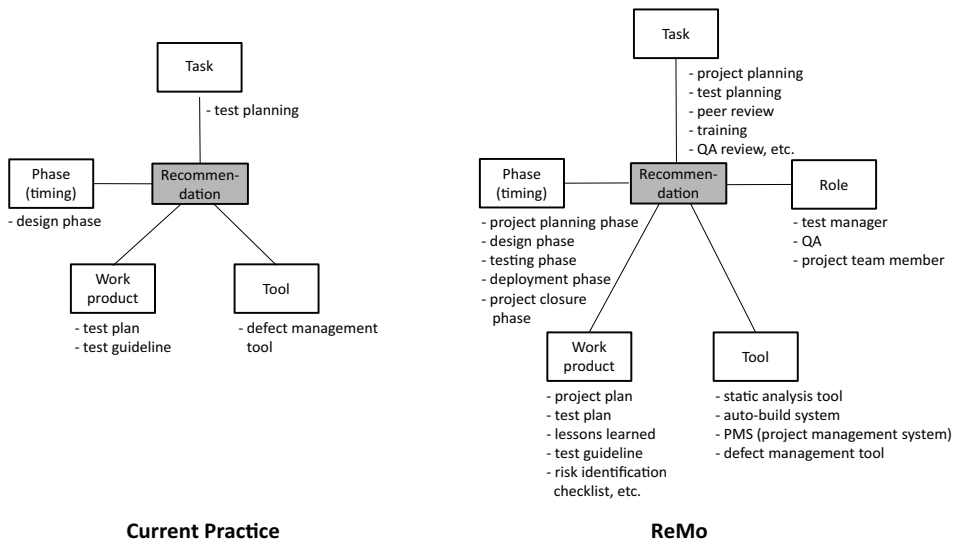 Task
- test planning
Phase
(timing)
- design phase
Recommen-
dation
Work
product
- test plan
- test guideline
Tool
- defect management
tool
Current Practice
Task
- project planning
- test planning
- peer review
- training
- QA review, etc.
Phase
(timing)
- project planning phase
- design phase
- testing phase
- deployment phase
- project closure
phase
Recommen-
dation
Role
- test manager
- QA
- project team member
Work
product
- project plan
- test plan
- lessons learned
- test guideline
- risk identification
checklist, etc.
Tool
- static analysis tool
- auto-build system
- PMS (project management system)
- defect management tool
ReMo